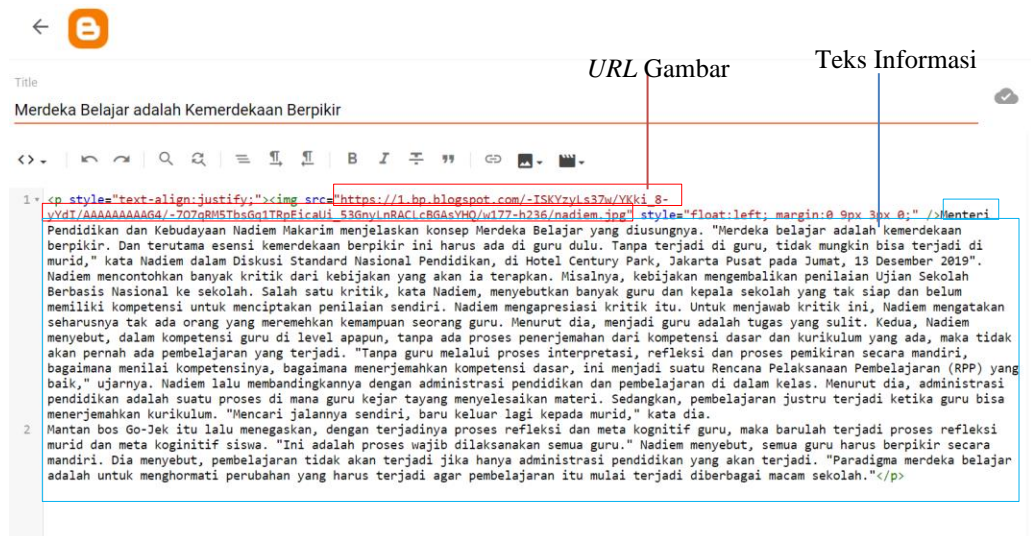 URL Gambar
Teks Informasi
Title
Merdeka Belajar adalah Kemerdekaan Berpikir
1 <p style="text-align:justify;"><img src="https://1.bp.blogspot.com/-ISKYzyLs37w/YKki_8-
yYdI/AAAAAAAAAG4/-7O7qRM5TbsGq1TRpEicaUi_53GnyLnRACLcBGAsYHQ/w177-h236/nadiem.jpg" style="float:left; margin:0 9px 3px 0;" />Menteri
Pendidikan dan Kebudayaan Nadiem Makarim menjelaskan konsep Merdeka Belajar yang diusungnya. "Merdeka belajar adalah kemerdekaan
berpikir. Dan terutama esensi kemerdekaan berpikir ini harus ada di guru dulu. Tanpa terjadi di guru, tidak mungkin bisa terjadi di
murid," kata Nadiem dalam Diskusi Standard Nasional Pendidikan, di Hotel Century Park, Jakarta Pusat pada Jumat, 13 Desember 2019".
Nadiem mencontohkan banyak kritik dari kebijakan yang akan ia terapkan. Misalnya, kebijakan mengembalikan penilaian Ujian Sekolah
Berbasis Nasional ke sekolah. Salah satu kritik, kata Nadiem, menyebutkan banyak guru dan kepala sekolah yang tak siap dan belum
memiliki kompetensi untuk menciptakan penilaian sendiri. Nadiem mengapresiasi kritik itu. Untuk menjawab kritik ini, Nadiem mengatakan
seharusnya tak ada orang yang meremehkan kemampuan seorang guru. Menurut dia, menjadi guru adalah tugas yang sulit. Kedua, Nadiem
menyebut, dalam kompetensi guru di level apapun, tanpa ada proses penerjemahan dari kompetensi dasar dan kurikulum yang ada, maka tidak
akan pernah ada pembelajaran yang terjadi. "Tanpa guru melalui proses interpretasi, refleksi dan proses pemikiran secara mandiri,
bagaimana menilai kompetensinya, bagaimana menerjemahkan kompetensi dasar, ini menjadi suatu Rencana Pelaksanaan Pembelajaran (RPP) yang
baik," ujarnya. Nadiem lalu membandingkannya dengan administrasi pendidikan dan pembelajaran di dalam kelas. Menurut dia, administrasi
pendidikan adalah suatu proses di mana guru kejar tayang menyelesaikan materi. Sedangkan, pembelajaran justru terjadi ketika guru bisa
menerjemahkan kurikulum. "Mencari jalannya sendiri, baru keluar lagi kepada murid," kata dia.
2 Mantan bos Go-Jek itu lalu menegaskan, dengan terjadinya proses refleksi dan meta kognitif guru, maka barulah terjadi proses refleksi
murid dan meta koginitif siswa. "Ini adalah proses wajib dilaksanakan semua guru." Nadiem menyebut, semua guru harus berpikir secara
mandiri. Dia menyebut, pembelajaran tidak akan terjadi jika hanya administrasi pendidikan yang akan terjadi. "Paradigma merdeka belajar
adalah untuk menghormati perubahan yang harus terjadi agar pembelajaran itu mulai terjadi diberbagai macam sekolah."</p>